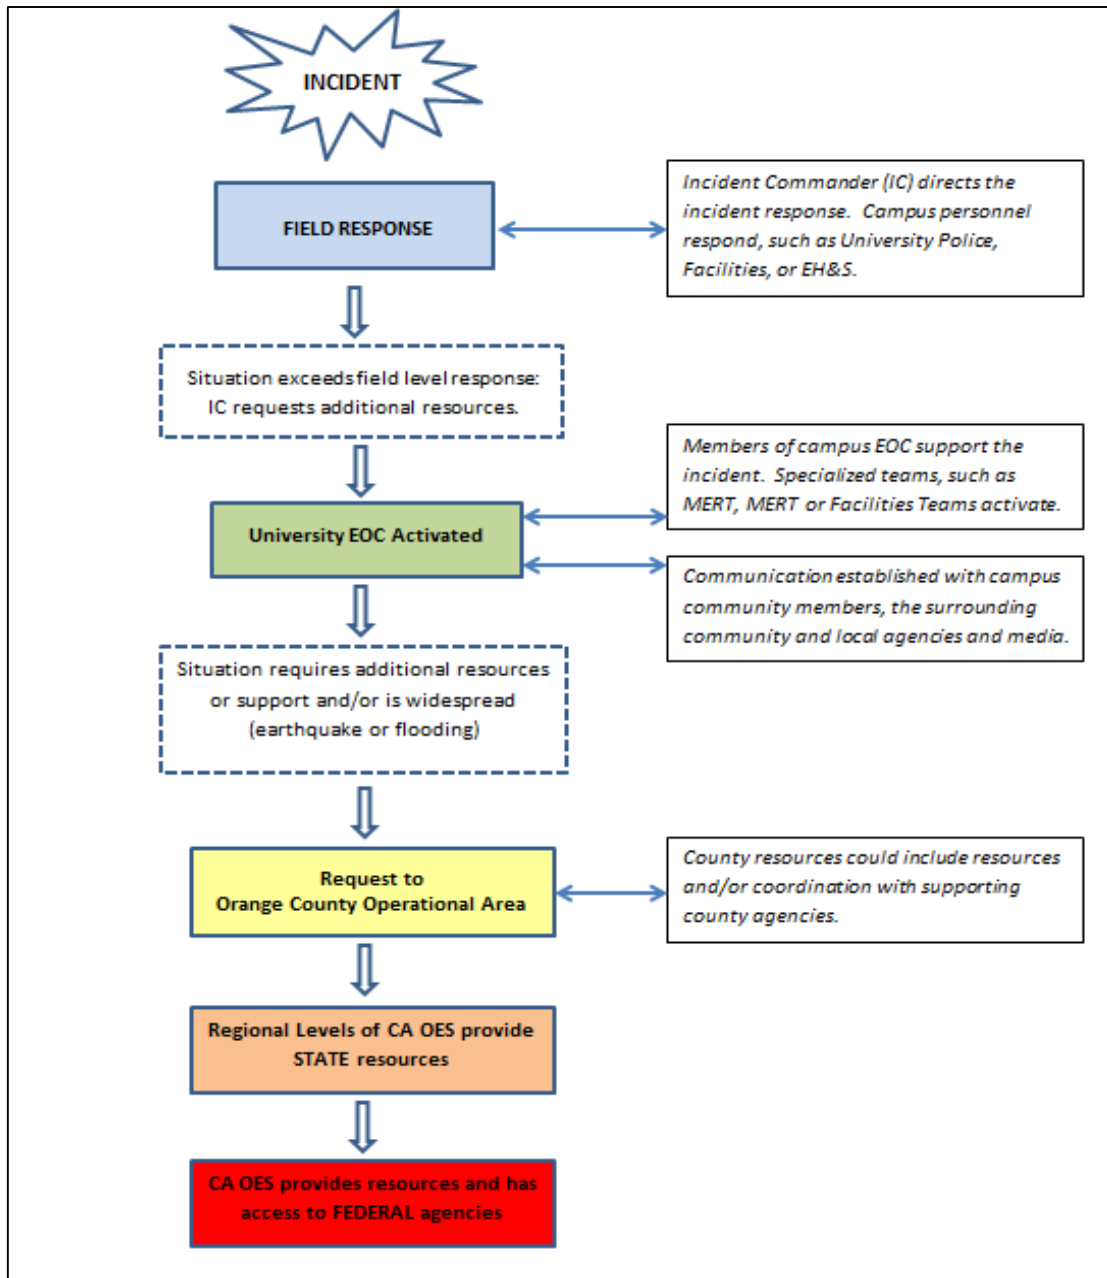 INCIDENT
FIELD RESPONSE
Incident Commander (IC) directs the
incident response.  Campus personnel
respond, such as University Police,
Facilities, or EH&S.
Situation exceeds field level response:
IC requests additional resources.
Members of campus EOC support the
incident.  Specialized teams, such as
MERT, MERT or Facilities Teams activate.
University EOC Activated
Communication established with campus
community members, the surrounding
community and local agencies and media.
Situation requires additional resources
or support and/or is widespread
(earthquake or flooding)
Request to
Orange County Operational Area
County resources could include resources
and/or coordination with supporting
county agencies.
Regional Levels of CA OES provide
STATE resources
CA OES provides resources and has
access to FEDERAL agencies